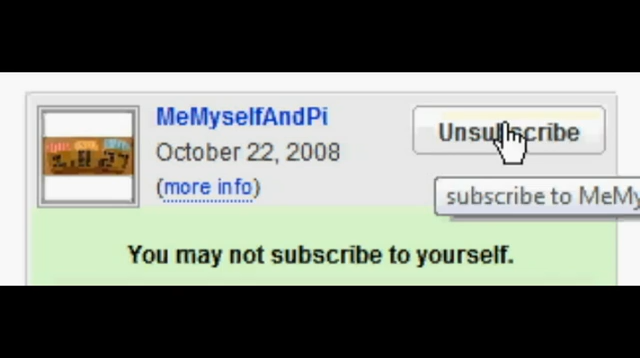 MeMyselfAndPi
Unsubscribe
October 22, 2008
(more info)
subscribe to MeMy
You may not subscribe to yourself.